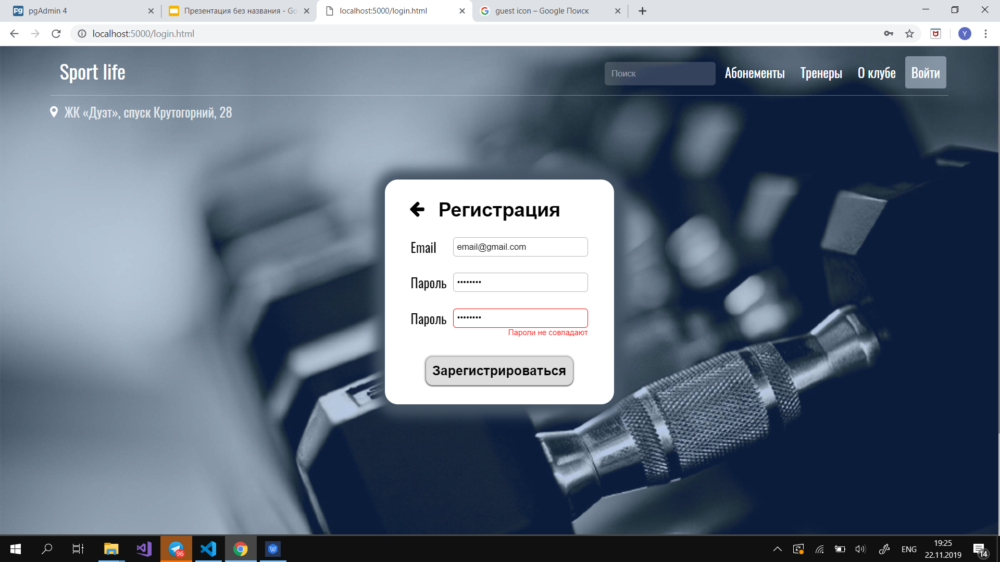 pgAdmin 4
Презентация без названия - Go
localhost:5000/login.html
guest icon – Google Поиск
localhost:5000/login.html
Y
Sport life
Поиск
Абонементы
Тренеры
О клубе
Войти
ЖК «Дуэт», спуск Крутогорний, 28
Регистрация
Email
email@gmail.com
Пароль
••••••••
Пароль
••••••••
Пароли не совпадают
Зарегистрироваться
96
ENG
19:25
22.11.2019
14